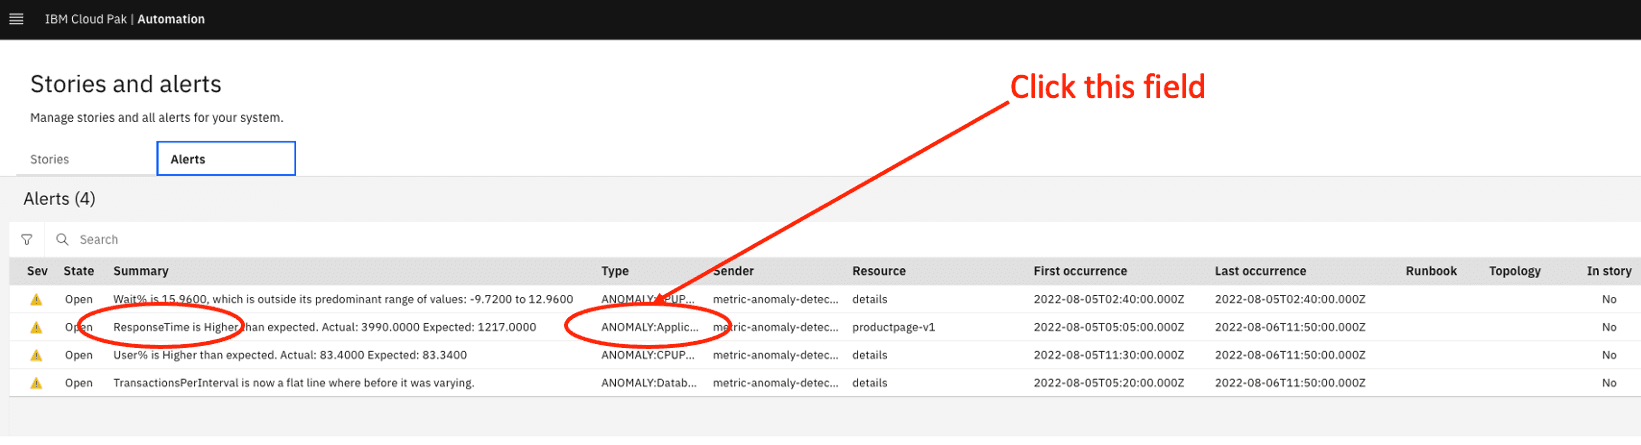 IBM Cloud Pak | Automation
Stories and alerts
Click this field
Manage stories and all alerts for your system.
Stories Alerts
Alerts (4)
Search
Sev State Summary Type Sender Resource First occurrence Last occurrence Runbook Topology In story
Open Wait% is 15.9600, which is outside its predominant range of values: -9.7200 to 12.9600 ANOMALY:CPUP... metric-anomaly-detec... details 2022-08-05T02:40:00.000Z 2022-08-05T02:40:00.000Z No
Open ResponseTime is Higher than expected. Actual: 3990.0000 Expected: 1217.0000 ANOMALY:Applic... metric-anomaly-detec... productpage-v1 2022-08-05T05:05:00.000Z 2022-08-06T11:50:00.000Z No
Open User% is Higher than expected. Actual: 83.4000 Expected: 83.3400 ANOMALY:CPUP... metric-anomaly-detec... details 2022-08-05T11:30:00.000Z 2022-08-06T11:50:00.000Z No
Open TransactionsPerInterval is now a flat line where before it was varying. ANOMALY:Datab... metric-anomaly-detec... details 2022-08-05T05:20:00.000Z 2022-08-06T11:50:00.000Z No